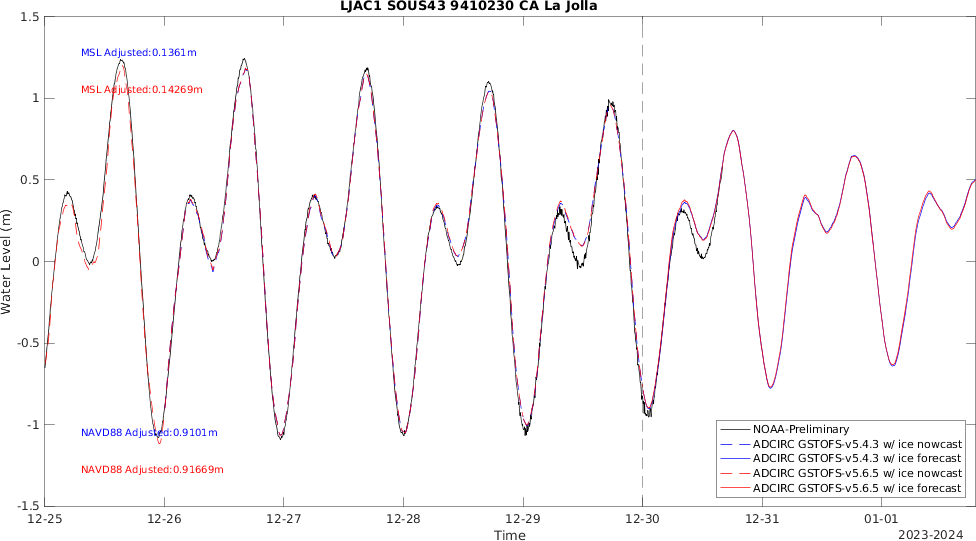 LJAC1 SOUS43 9410230 CA La Jolla
1.5
MSL Adjusted:0.1361m
MSL Adjusted:0.14269m
1
0.5
Water Level (m)
0
-0.5
-1
NAVD88 Adjusted:0.9101m
NAVD88 Adjusted:0.91669m
-1.5
NOAA-Preliminary
ADCIRC GSTOFS-v5.4.3 w/ ice nowcast
ADCIRC GSTOFS-v5.4.3 w/ ice forecast
ADCIRC GSTOFS-v5.6.5 w/ ice nowcast
ADCIRC GSTOFS-v5.6.5 w/ ice forecast
12-25 12-26 12-27 12-28 12-29 12-30 12-31 01-01
Time
2023-2024